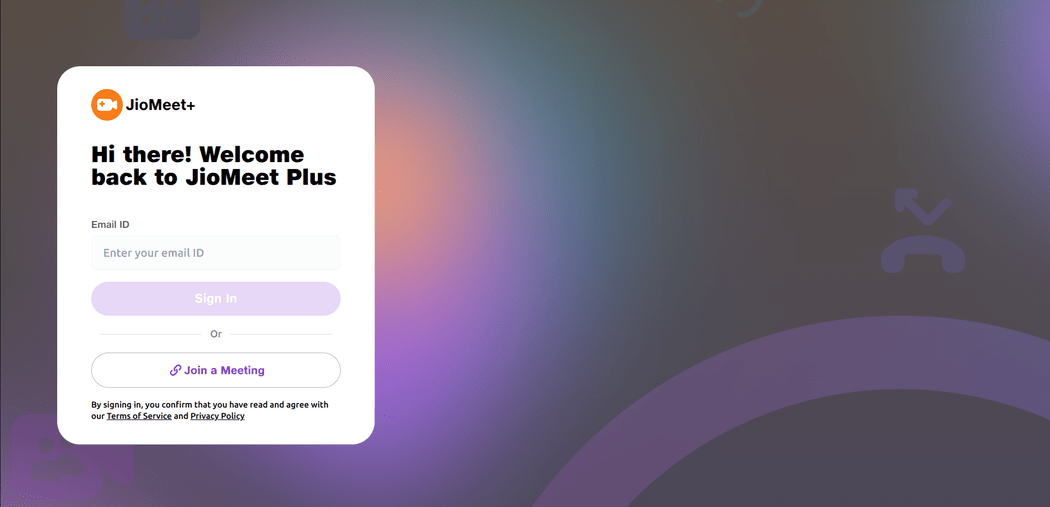 JioMeet+
Hi there! Welcome
back to JioMeet Plus
Email ID
Enter your email ID
Sign In
Or
Join a Meeting
By signing in, you confirm that you have read and agree with
our Terms of Service and Privacy Policy